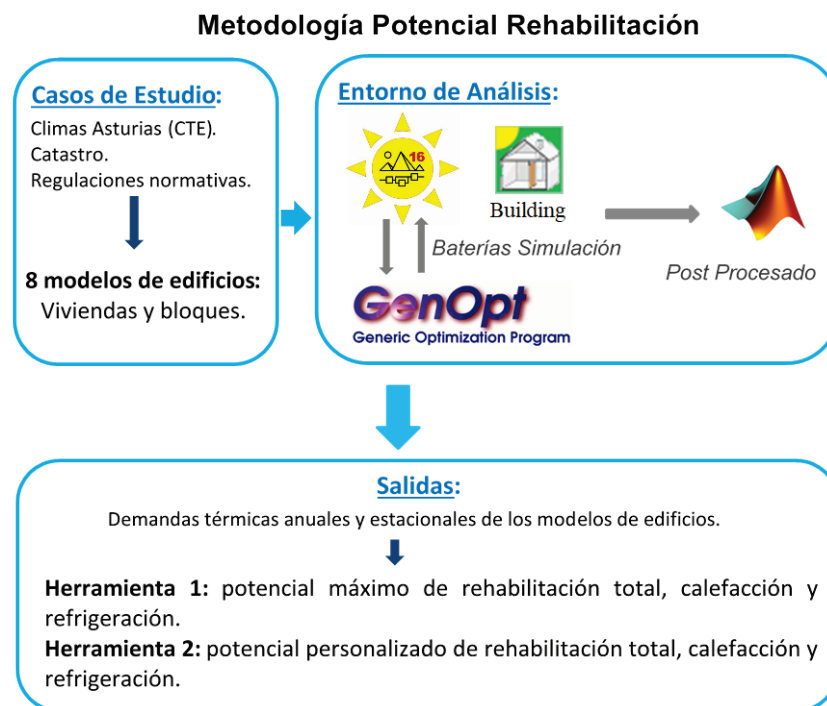 Metodología Potencial Rehabilitación
Casos de Estudio:
Climas Asturias (CTE).
Catastro.
Regulaciones normativas.
8 modelos de edificios:
Viviendas y bloques.
Entorno de Análisis:
16
Building
Baterías Simulación
Post Procesado
GenOpt
Generic Optimization Program
Salidas:
Demandas térmicas anuales y estacionales de los modelos de edificios.
Herramienta 1: potencial máximo de rehabilitación total, calefacción y
refrigeración.
Herramienta 2: potencial personalizado de rehabilitación total, calefacción y
refrigeración.